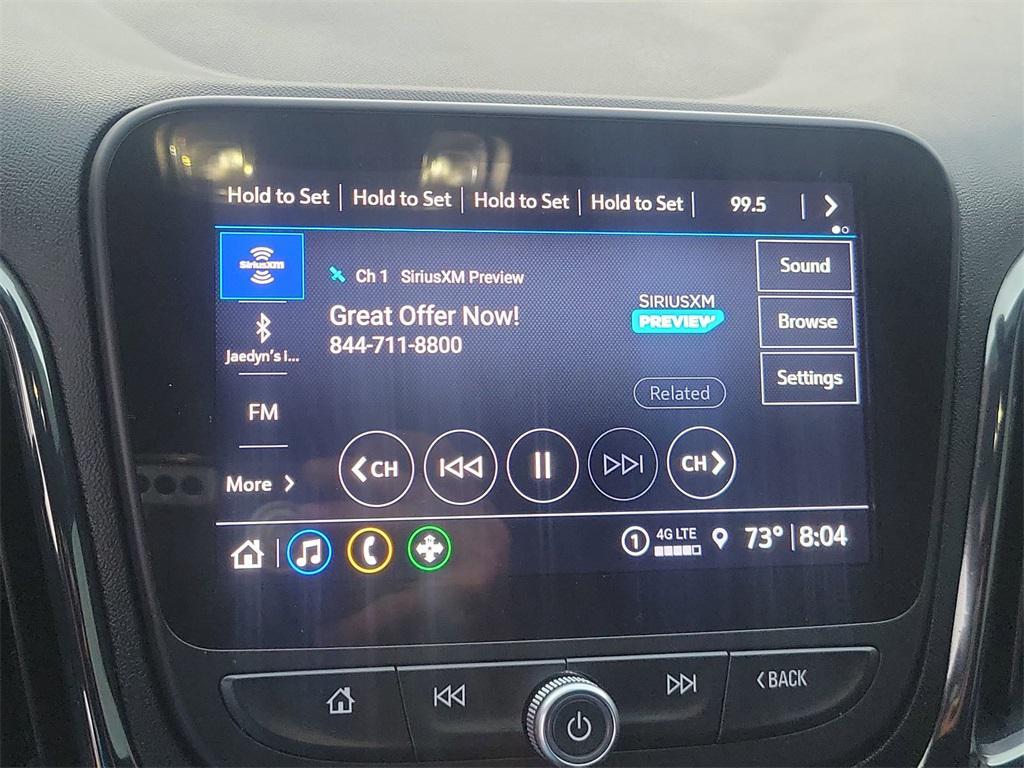 Hold to Set Hold to Set Hold to Set Hold to Set 99.5
SiriusXM
Ch 1 SiriusXM Preview
Great Offer Now!
844-711-8800
SIRIUSXM
PREVIEW
Sound
Browse
Settings
Jaedyn's I...
Related
FM
More
CH
CH
1 4G LTE 73° 8:04
N
BACK